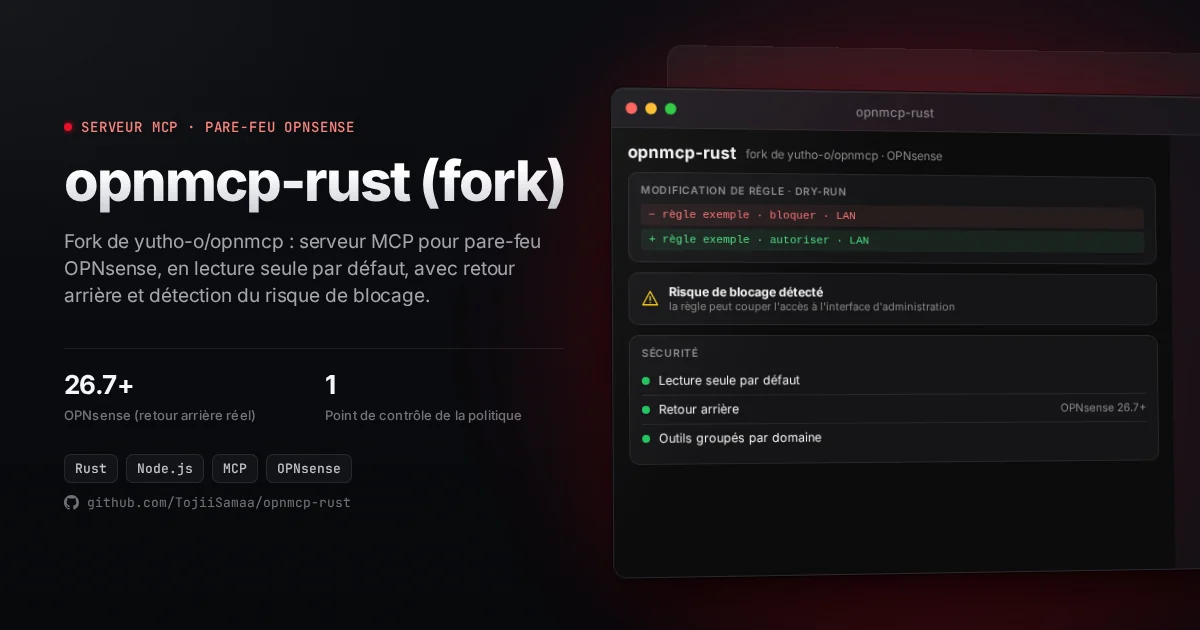 SERVEUR MCP · PARE-FEU OPNSENSE
opnmcp-rust (fork)
Fork de yutho-o/opnmcp : serveur MCP pour pare-feu
OPNsense, en lecture seule par défaut, avec retour
arrière et détection du risque de blocage.
26.7+
OPNsense (retour arrière réel)
1
Point de contrôle de la politique
Rust
Node.js
MCP
OPNsense
github.com/TojiiSamaa/opnmcp-rust
opnmcp-rust
opnmcp-rust fork de yutho-o/opnmcp · OPNsense
MODIFICATION DE RÈGLE · DRY-RUN
− règle exemple · bloquer · LAN
+ règle exemple · autoriser · LAN
Risque de blocage détecté
la règle peut couper l'accès à l'interface d'administration
SÉCURITÉ
Lecture seule par défaut
Retour arrière OPNsense 26.7+
Outils groupés par domaine